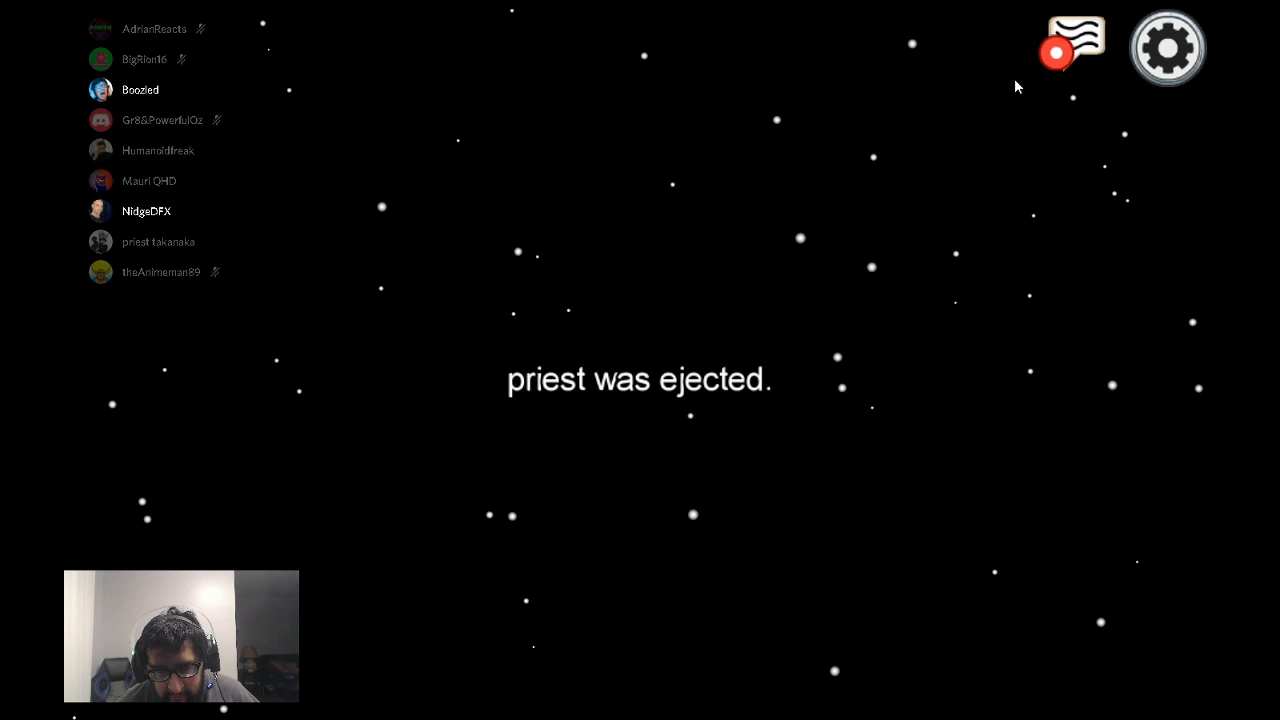 AdrianReacts
BigRion16
Boozled
Gr8&PowerfulOz
Humanoidfreak
Mauri QHD
NidgeDFX
priest takanaka
theAnimeman89
priest was ejected.